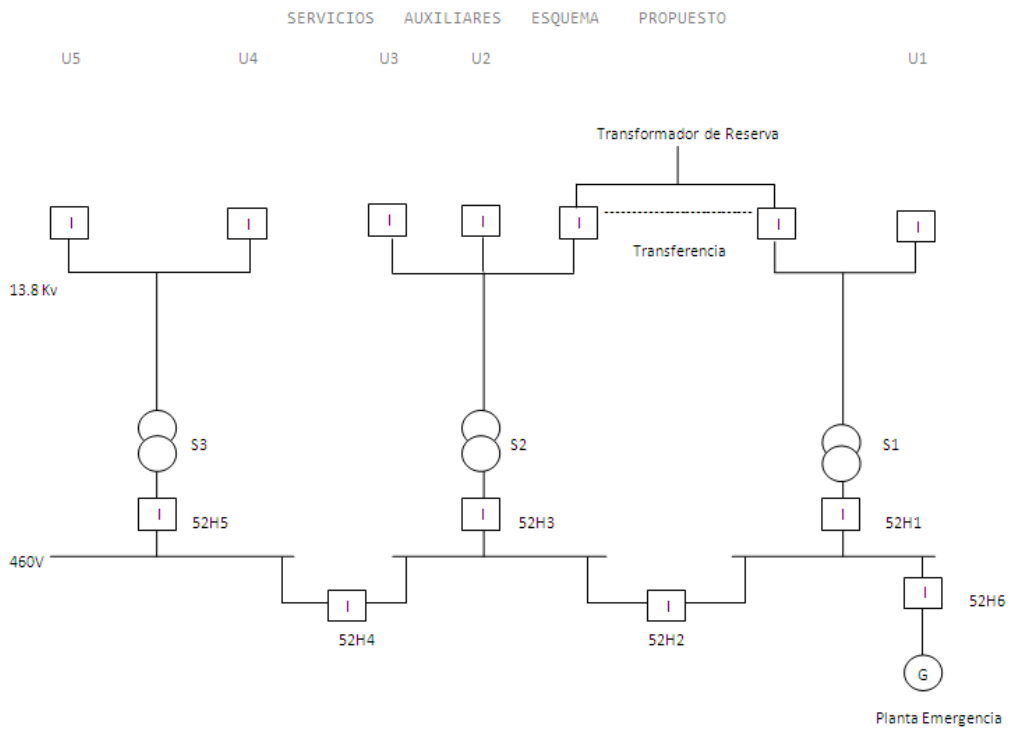 SERVICIOS AUXILIARES ESQUEMA PROPUESTO
U5 U4 U3 U2 U1
Transformador de Reserva
I I I I I I I
Transferencia
13.8 Kv
S3 S2 S1
I 52H5 I 52H3 I 52H1
460V
I I I 52H6
52H4 52H2
G
Planta Emergencia